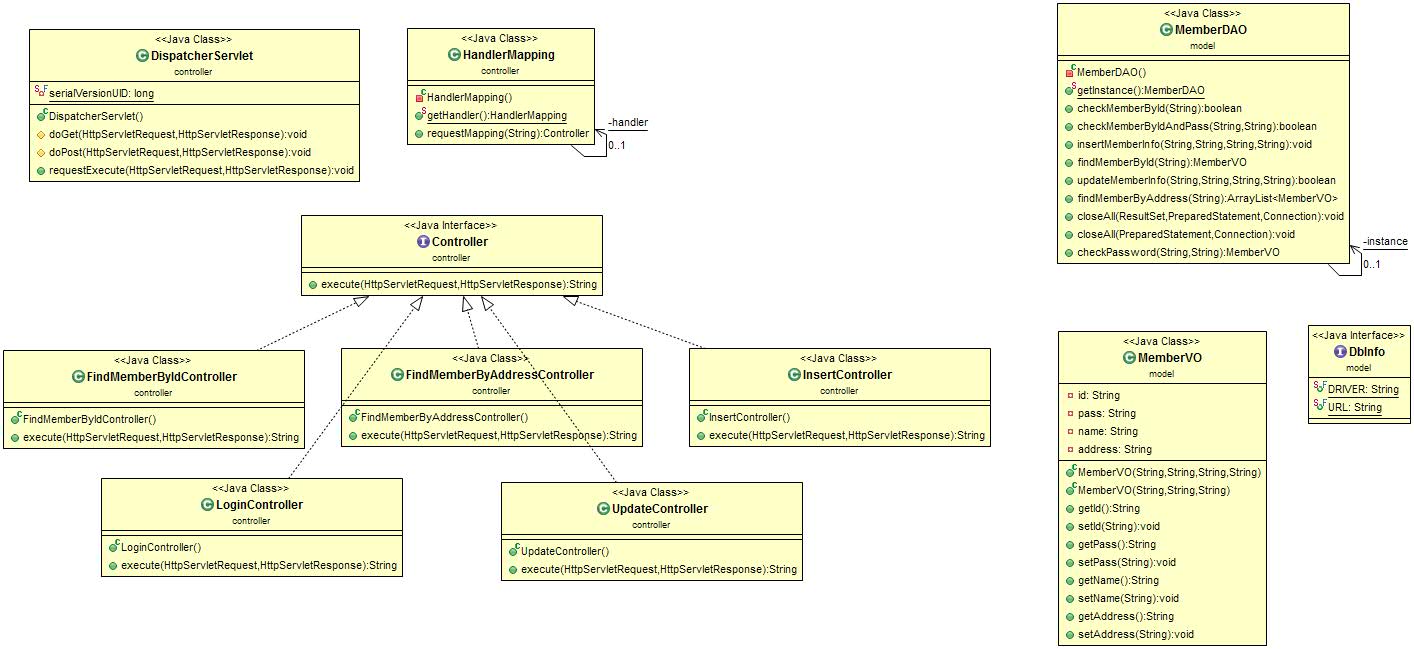 <<Java Class>>
DispatcherServlet
controller
serialVersionUID: long
DispatcherServlet()
doGet(HttpServletRequest,HttpServletResponse):void
doPost(HttpServletRequest,HttpServletResponse):void
requestExecute(HttpServletRequest,HttpServletResponse):void
<<Java Class>>
HandlerMapping
controller
HandlerMapping()
getHandler():HandlerMapping
requestMapping(String):Controller
-handler
0..1
<<Java Class>>
MemberDAO
model
MemberDAO()
getInstance():MemberDAO
checkMemberById(String):boolean
checkMemberByIdAndPass(String,String):boolean
insertMemberInfo(String,String,String,String):void
findMemberById(String):MemberVO
updateMemberInfo(String,String,String,String):boolean
findMemberByAddress(String):ArrayList<MemberVO>
closeAll(ResultSet,PreparedStatement,Connection):void
closeAll(PreparedStatement,Connection):void
checkPassword(String,String):MemberVO
-instance
0..1
<<Java Interface>>
Controller
controller
execute(HttpServletRequest,HttpServletResponse):String
<<Java Class>>
FindMemberByIdController
controller
FindMemberByIdController()
execute(HttpServletRequest,HttpServletResponse):String
<<Java Class>>
FindMemberByAddressController
controller
FindMemberByAddressController()
execute(HttpServletRequest,HttpServletResponse):String
<<Java Class>>
InsertController
controller
InsertController()
execute(HttpServletRequest,HttpServletResponse):String
<<Java Class>>
LoginController
controller
LoginController()
execute(HttpServletRequest,HttpServletResponse):String
<<Java Class>>
UpdateController
controller
UpdateController()
execute(HttpServletRequest,HttpServletResponse):String
<<Java Class>>
MemberVO
model
id: String
pass: String
name: String
address: String
MemberVO(String,String,String,String)
MemberVO(String,String,String)
getId():String
setId(String):void
getPass():String
setPass(String):void
getName():String
setName(String):void
getAddress():String
setAddress(String):void
<<Java Interface>>
DbInfo
model
DRIVER: String
URL: String